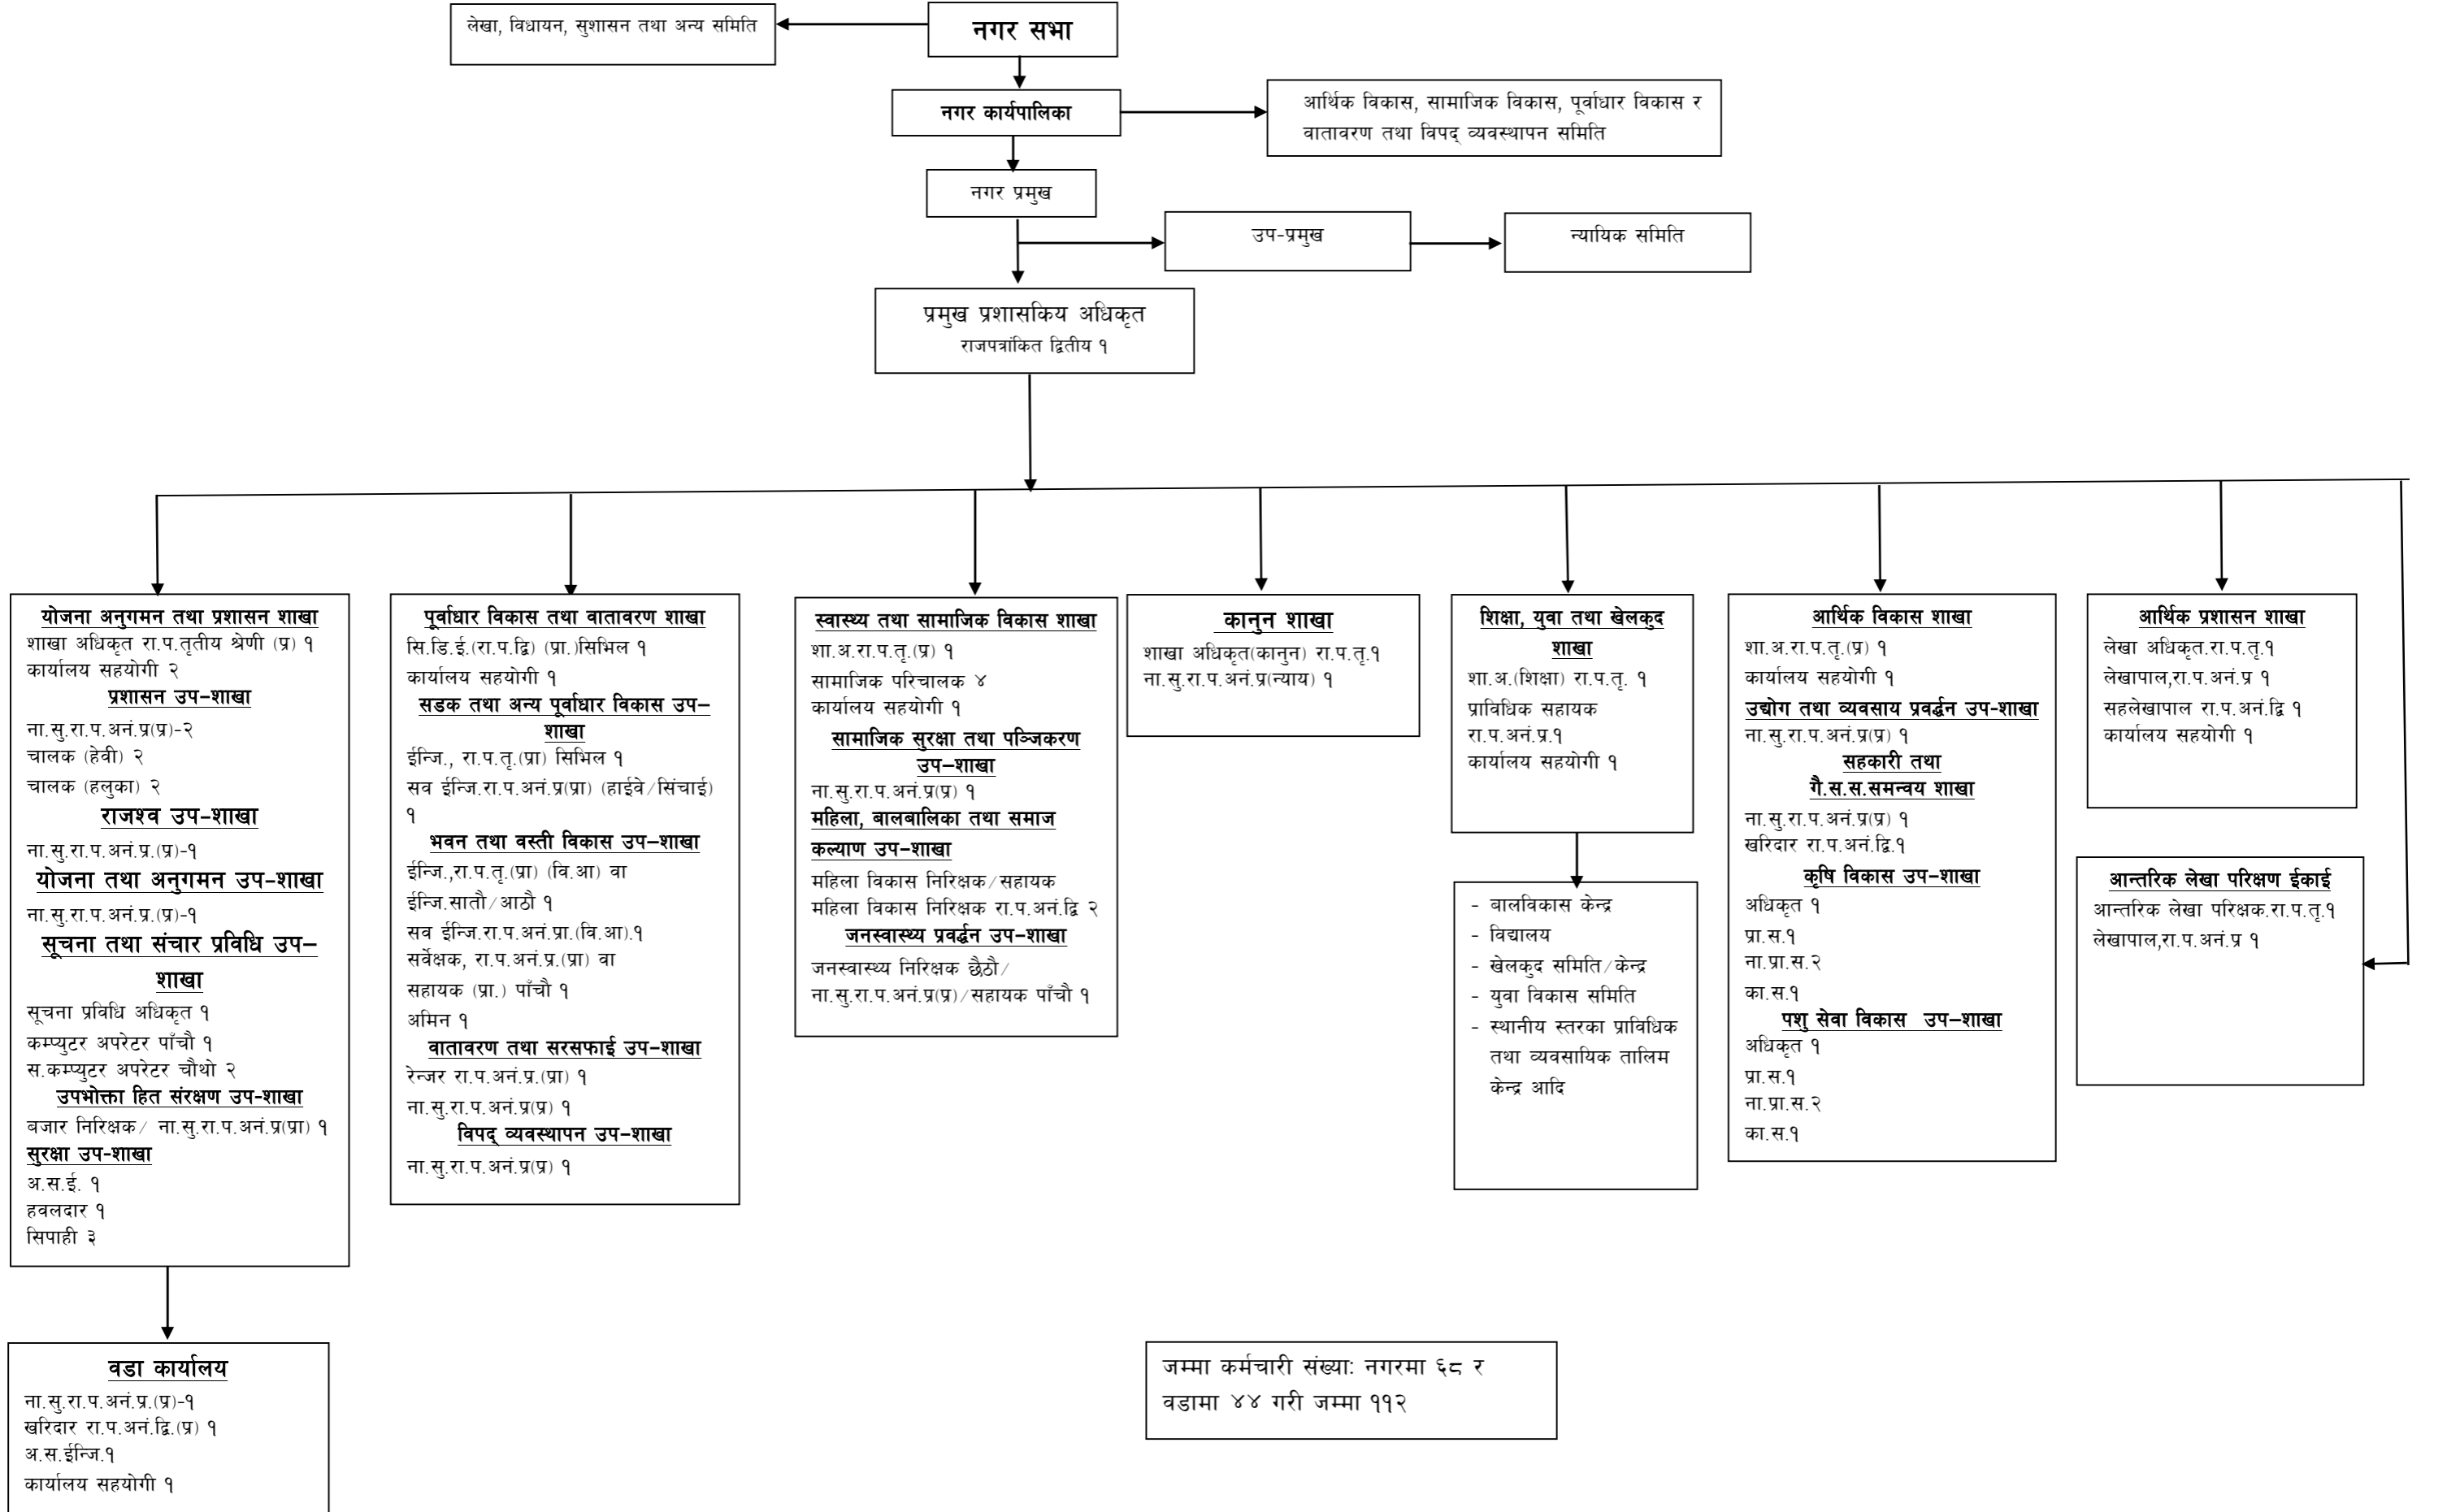 लेखा, विधायन, सुशासन तथा अन्य समिति
नगर सभा
नगर कार्यपालिका
आर्थिक विकास, सामाजिक विकास, पूर्वाधार विकास र
वातावरण तथा विपद् व्यवस्थापन समिति
नगर प्रमुख
उप-प्रमुख
न्यायिक समिति
प्रमुख प्रशासकिय अधिकृत
राजपत्रांकित द्वितीय १
योजना अनुगमन तथा प्रशासन शाखा
शाखा अधिकृत रा.प.तृतीय श्रेणी (प्र) १
कार्यालय सहयोगी २
प्रशासन उप–शाखा
ना.सु.रा.प.अनं.प्र(प्र)-२
चालक (हेवी) २
चालक (हलुका) २
राजश्व उप–शाखा
ना.सु.रा.प.अनं.प्र.(प्र)-१
योजना तथा अनुगमन उप–शाखा
ना.सु.रा.प.अनं.प्र.(प्र)-१
सूचना तथा संचार प्रविधि उप–
शाखा
सूचना प्रविधि अधिकृत १
कम्प्युटर अपरेटर पाँचौ १
स.कम्प्युटर अपरेटर चौथो २
उपभोक्ता हित संरक्षण उप-शाखा
बजार निरिक्षक/ ना.सु.रा.प.अनं.प्र(प्रा) १
सुरक्षा उप-शाखा
अ.स.ई. १
हवलदार १
सिपाही ३
वडा कार्यालय
ना.सु.रा.प.अनं.प्र.(प्र)-१
खरिदार रा.प.अनं.द्वि.(प्र) १
अ.स.ईन्जि.१
कार्यालय सहयोगी १
पूर्वाधार विकास तथा वातावरण शाखा
सि.डि.ई.(रा.प.द्वि) (प्रा.)सिभिल १
कार्यालय सहयोगी १
सडक तथा अन्य पूर्वाधार विकास उप–
शाखा
ईन्जि., रा.प.तृ.(प्रा) सिभिल १
सव ईन्जि.रा.प.अनं.प्र(प्रा) (हाईवे/सिंचाई)
१
भवन तथा वस्ती विकास उप–शाखा
ईन्जि.,रा.प.तृ.(प्रा) (वि.आ) वा
ईन्जि.सातौ/आठौ १
सव ईन्जि.रा.प.अनं.प्रा.(वि.आ).१
सर्वेक्षक, रा.प.अनं.प्र.(प्रा) वा
सहायक (प्रा.) पाँचौ १
अमिन १
वातावरण तथा सरसफाई उप–शाखा
रेन्जर रा.प.अनं.प्र.(प्रा) १
ना.सु.रा.प.अनं.प्र(प्र) १
विपद् व्यवस्थापन उप–शाखा
ना.सु.रा.प.अनं.प्र(प्र) १
स्वास्थ्य तथा सामाजिक विकास शाखा
शा.अ.रा.प.तृ.(प्र) १
सामाजिक परिचालक ४
कार्यालय सहयोगी १
सामाजिक सुरक्षा तथा पञ्जिकरण
उप–शाखा
ना.सु.रा.प.अनं.प्र(प्र) १
महिला, बालबालिका तथा समाज
कल्याण उप–शाखा
महिला विकास निरिक्षक/सहायक
महिला विकास निरिक्षक रा.प.अनं.द्वि २
जनस्वास्थ्य प्रवर्द्धन उप–शाखा
जनस्वास्थ्य निरिक्षक छैठौ/
ना.सु.रा.प.अनं.प्र(प्र)/सहायक पाँचौ १
कानुन शाखा
शाखा अधिकृत(कानुन) रा.प.तृ.१
ना.सु.रा.प.अनं.प्र(न्याय) १
शिक्षा, युवा तथा खेलकुद
शाखा
शा.अ.(शिक्षा) रा.प.तृ. १
प्राविधिक सहायक
रा.प.अनं.प्र.१
कार्यालय सहयोगी १
- बालविकास केन्द्र
- विद्यालय
- खेलकुद समिति/केन्द्र
- युवा विकास समिति
- स्थानीय स्तरका प्राविधिक
तथा व्यवसायिक तालिम
केन्द्र आदि
आर्थिक विकास शाखा
शा.अ.रा.प.तृ.(प्र) १
कार्यालय सहयोगी १
उद्योग तथा व्यवसाय प्रवर्द्धन उप-शाखा
ना.सु.रा.प.अनं.प्र(प्र) १
सहकारी तथा
गै.स.स.समन्वय शाखा
ना.सु.रा.प.अनं.प्र(प्र) १
खरिदार रा.प.अनं.द्वि.१
कृषि विकास उप–शाखा
अधिकृत १
प्रा.स.१
ना.प्रा.स.२
का.स.१
पशु सेवा विकास उप–शाखा
अधिकृत १
प्रा.स.१
ना.प्रा.स.२
का.स.१
आर्थिक प्रशासन शाखा
लेखा अधिकृत.रा.प.तृ.१
लेखापाल,रा.प.अनं.प्र १
सहलेखापाल रा.प.अनं.द्वि १
कार्यालय सहयोगी १
आन्तरिक लेखा परिक्षण ईकाई
आन्तरिक लेखा परिक्षक.रा.प.तृ.१
लेखापाल,रा.प.अनं.प्र १
जम्मा कर्मचारी संख्या: नगरमा ६८ र
वडामा ४४ गरी जम्मा ११२